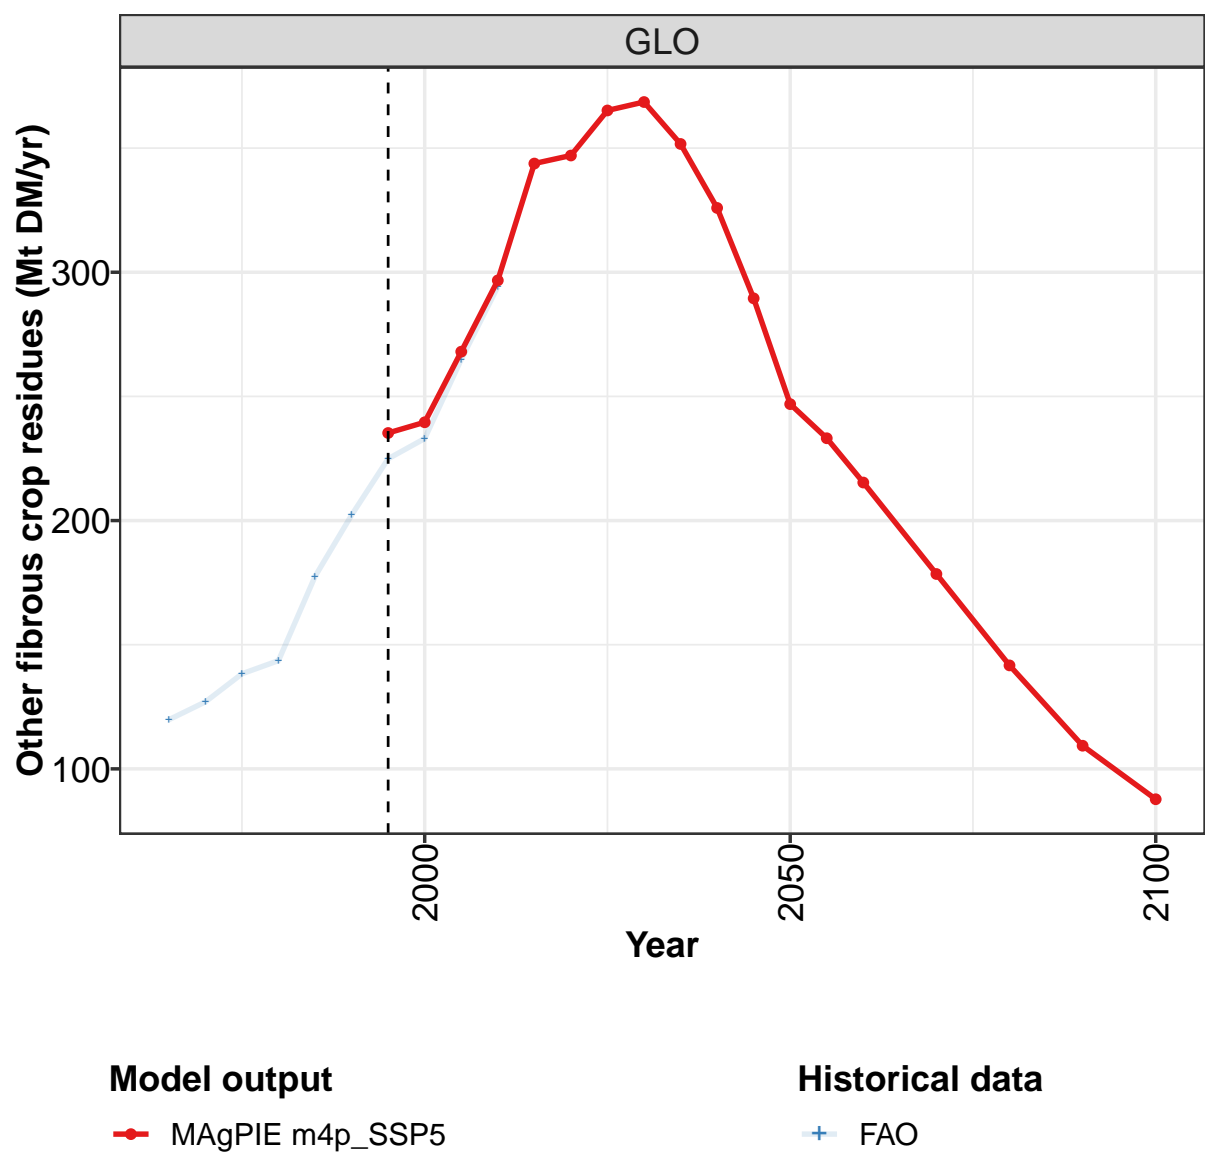 GLO
Other fibrous crop residues (Mt DM/yr)
300
200
100
2000
2050
2100
Year
Model output
MAgPIE m4p_SSP5
Historical data
FAO